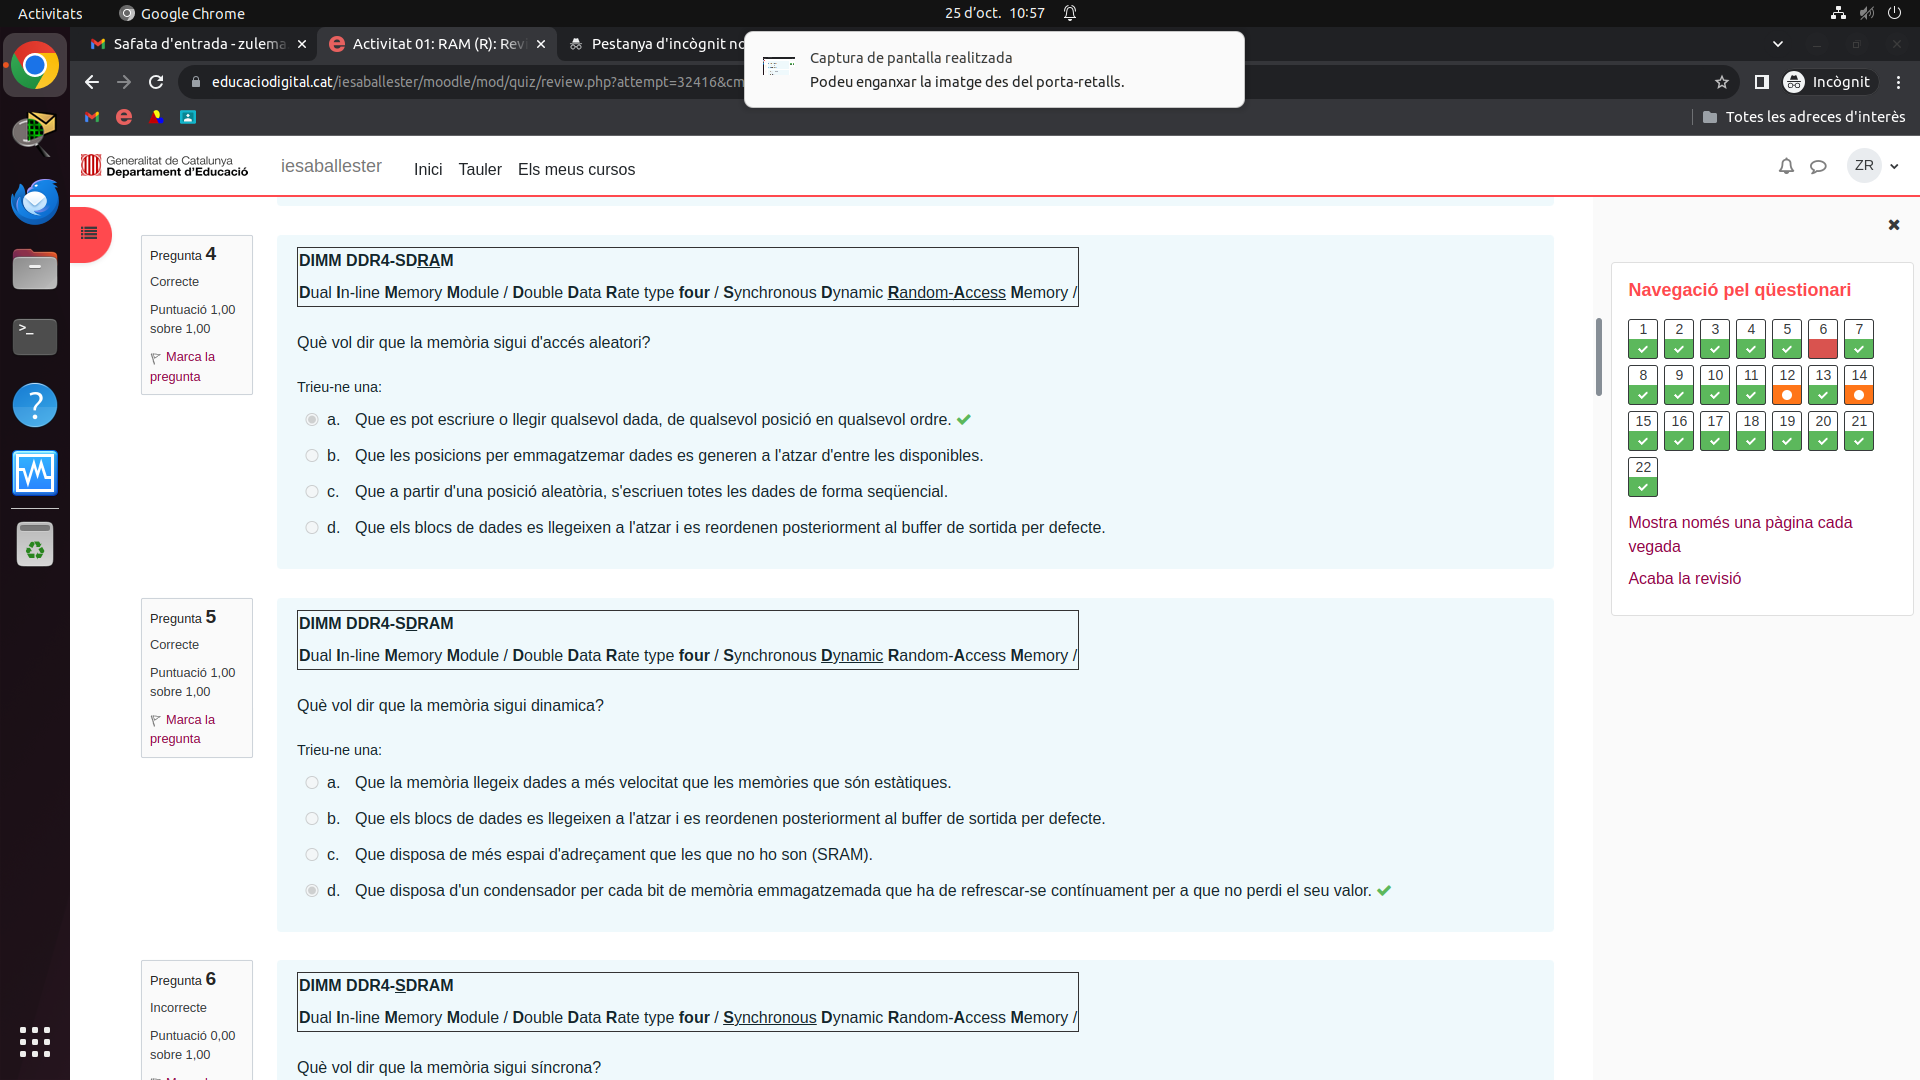 Activitats
Google Chrome
25 d'oct. 10:57
Safata d'entrada - zulema
Activitat 01: RAM (R): Rev
Pestanya d'incògnit no
Captura de pantalla realitzada
Podeu enganxar la imatge des del porta-retalls.
educaciodigital.cat/iesaballester/moodle/mod/quiz/review.php?attempt=32416&cm
Incògnit
Totes les adreces d'interès
Generalitat de Catalunya
Departament d'Educació
iesaballester
Inici
Tauler
Els meus cursos
ZR
Pregunta 4
Correcte
Puntuació 1,00
sobre 1,00
Marca la
pregunta
DIMM DDR4-SDRAM
Dual In-line Memory Module / Double Data Rate type four / Synchronous Dynamic Random-Access Memory /
Què vol dir que la memòria sigui d'accés aleatori?
Trieu-ne una:
a. Que es pot escriure o llegir qualsevol dada, de qualsevol posició en qualsevol ordre.
b. Que les posicions per emmagatzemar dades es generen a l'atzar d'entre les disponibles.
c. Que a partir d'una posició aleatòria, s'escriuen totes les dades de forma seqüencial.
d. Que els blocs de dades es llegeixen a l'atzar i es reordenen posteriorment al buffer de sortida per defecte.
Pregunta 5
Correcte
Puntuació 1,00
sobre 1,00
Marca la
pregunta
DIMM DDR4-SDRAM
Dual In-line Memory Module / Double Data Rate type four / Synchronous Dynamic Random-Access Memory /
Què vol dir que la memòria sigui dinamica?
Trieu-ne una:
a. Que la memòria llegeix dades a més velocitat que les memòries que són estàtiques.
b. Que els blocs de dades es llegeixen a l'atzar i es reordenen posteriorment al buffer de sortida per defecte.
c. Que disposa de més espai d'adreçament que les que no ho son (SRAM).
d. Que disposa d'un condensador per cada bit de memòria emmagatzemada que ha de refrescar-se contínuament per a que no perdi el seu valor.
Pregunta 6
Incorrecte
Puntuació 0,00
sobre 1,00
DIMM DDR4-SDRAM
Dual In-line Memory Module / Double Data Rate type four / Synchronous Dynamic Random-Access Memory /
Què vol dir que la memòria sigui síncrona?
Navegació pel qüestionari
1 2 3 4 5 6 7
8 9 10 11 12 13 14
15 16 17 18 19 20 21
22
Mostra només una pàgina cada
vegada
Acaba la revisió